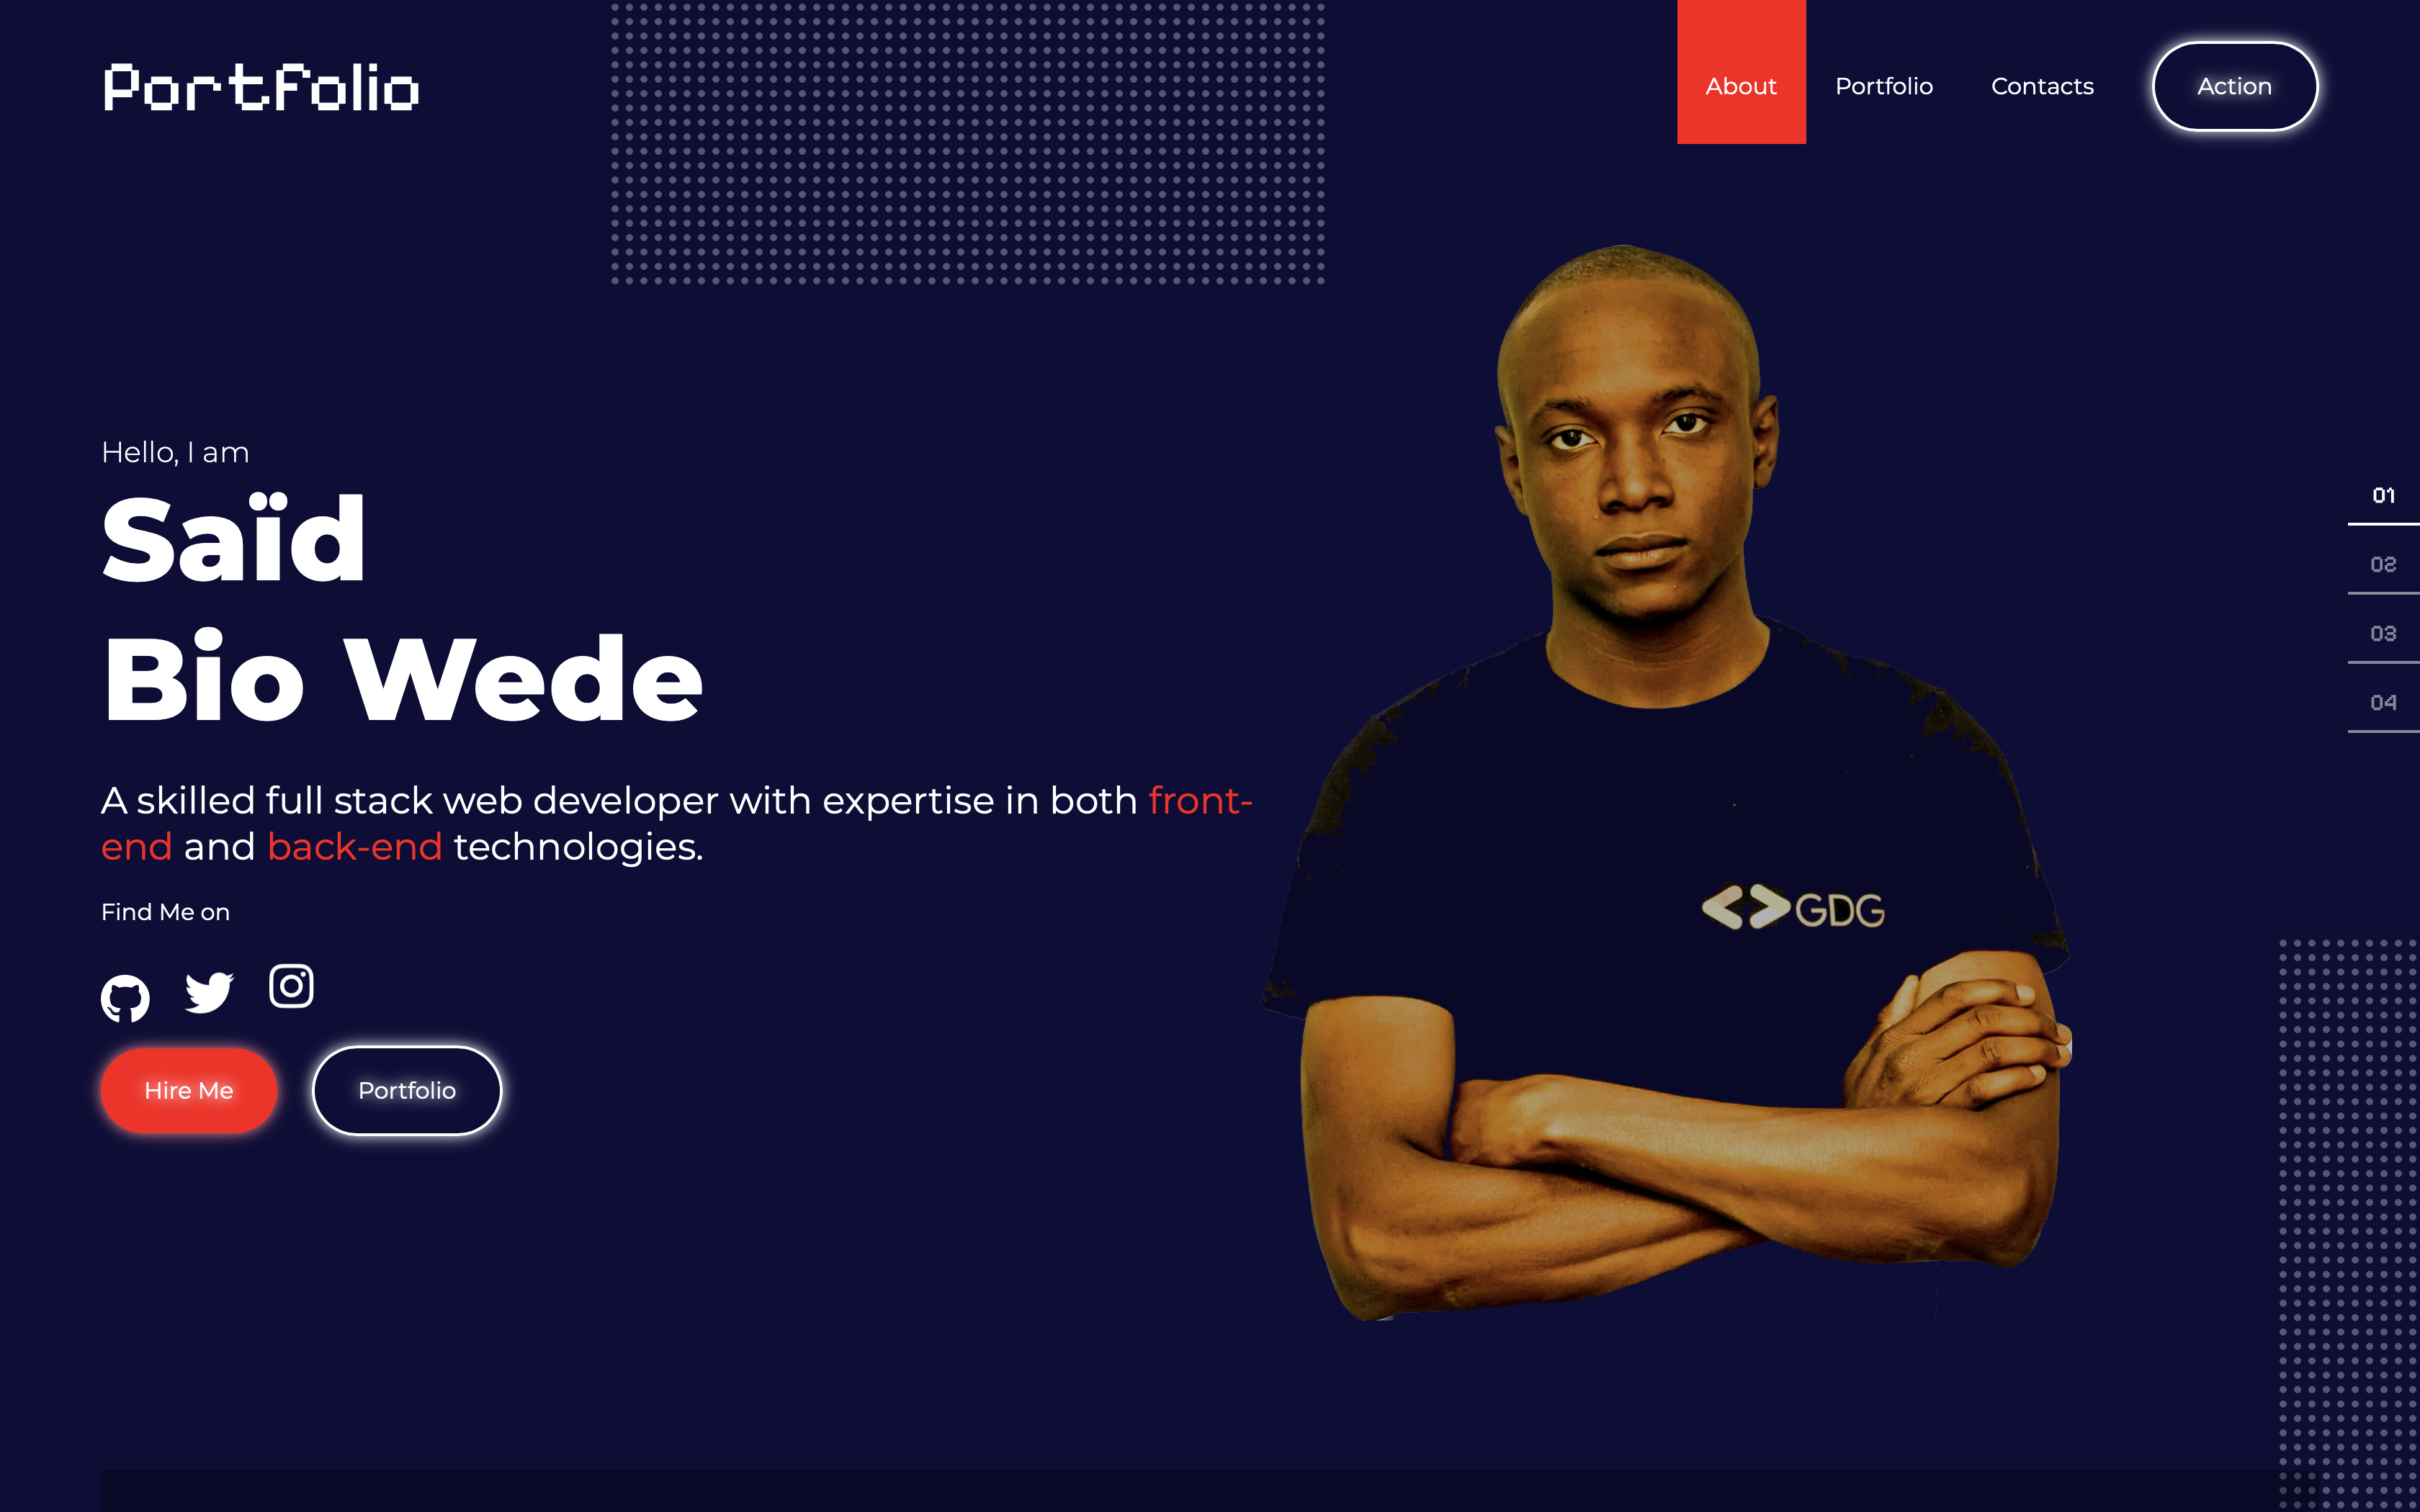 Portfolio
About
Portfolio
Contacts
Action
Hello, I am
Saïd
Bio Wede
A skilled full stack web developer with expertise in both front-
end and back-end technologies.
Find Me on
Hire Me
Portfolio
<> GDG
01
02
03
04